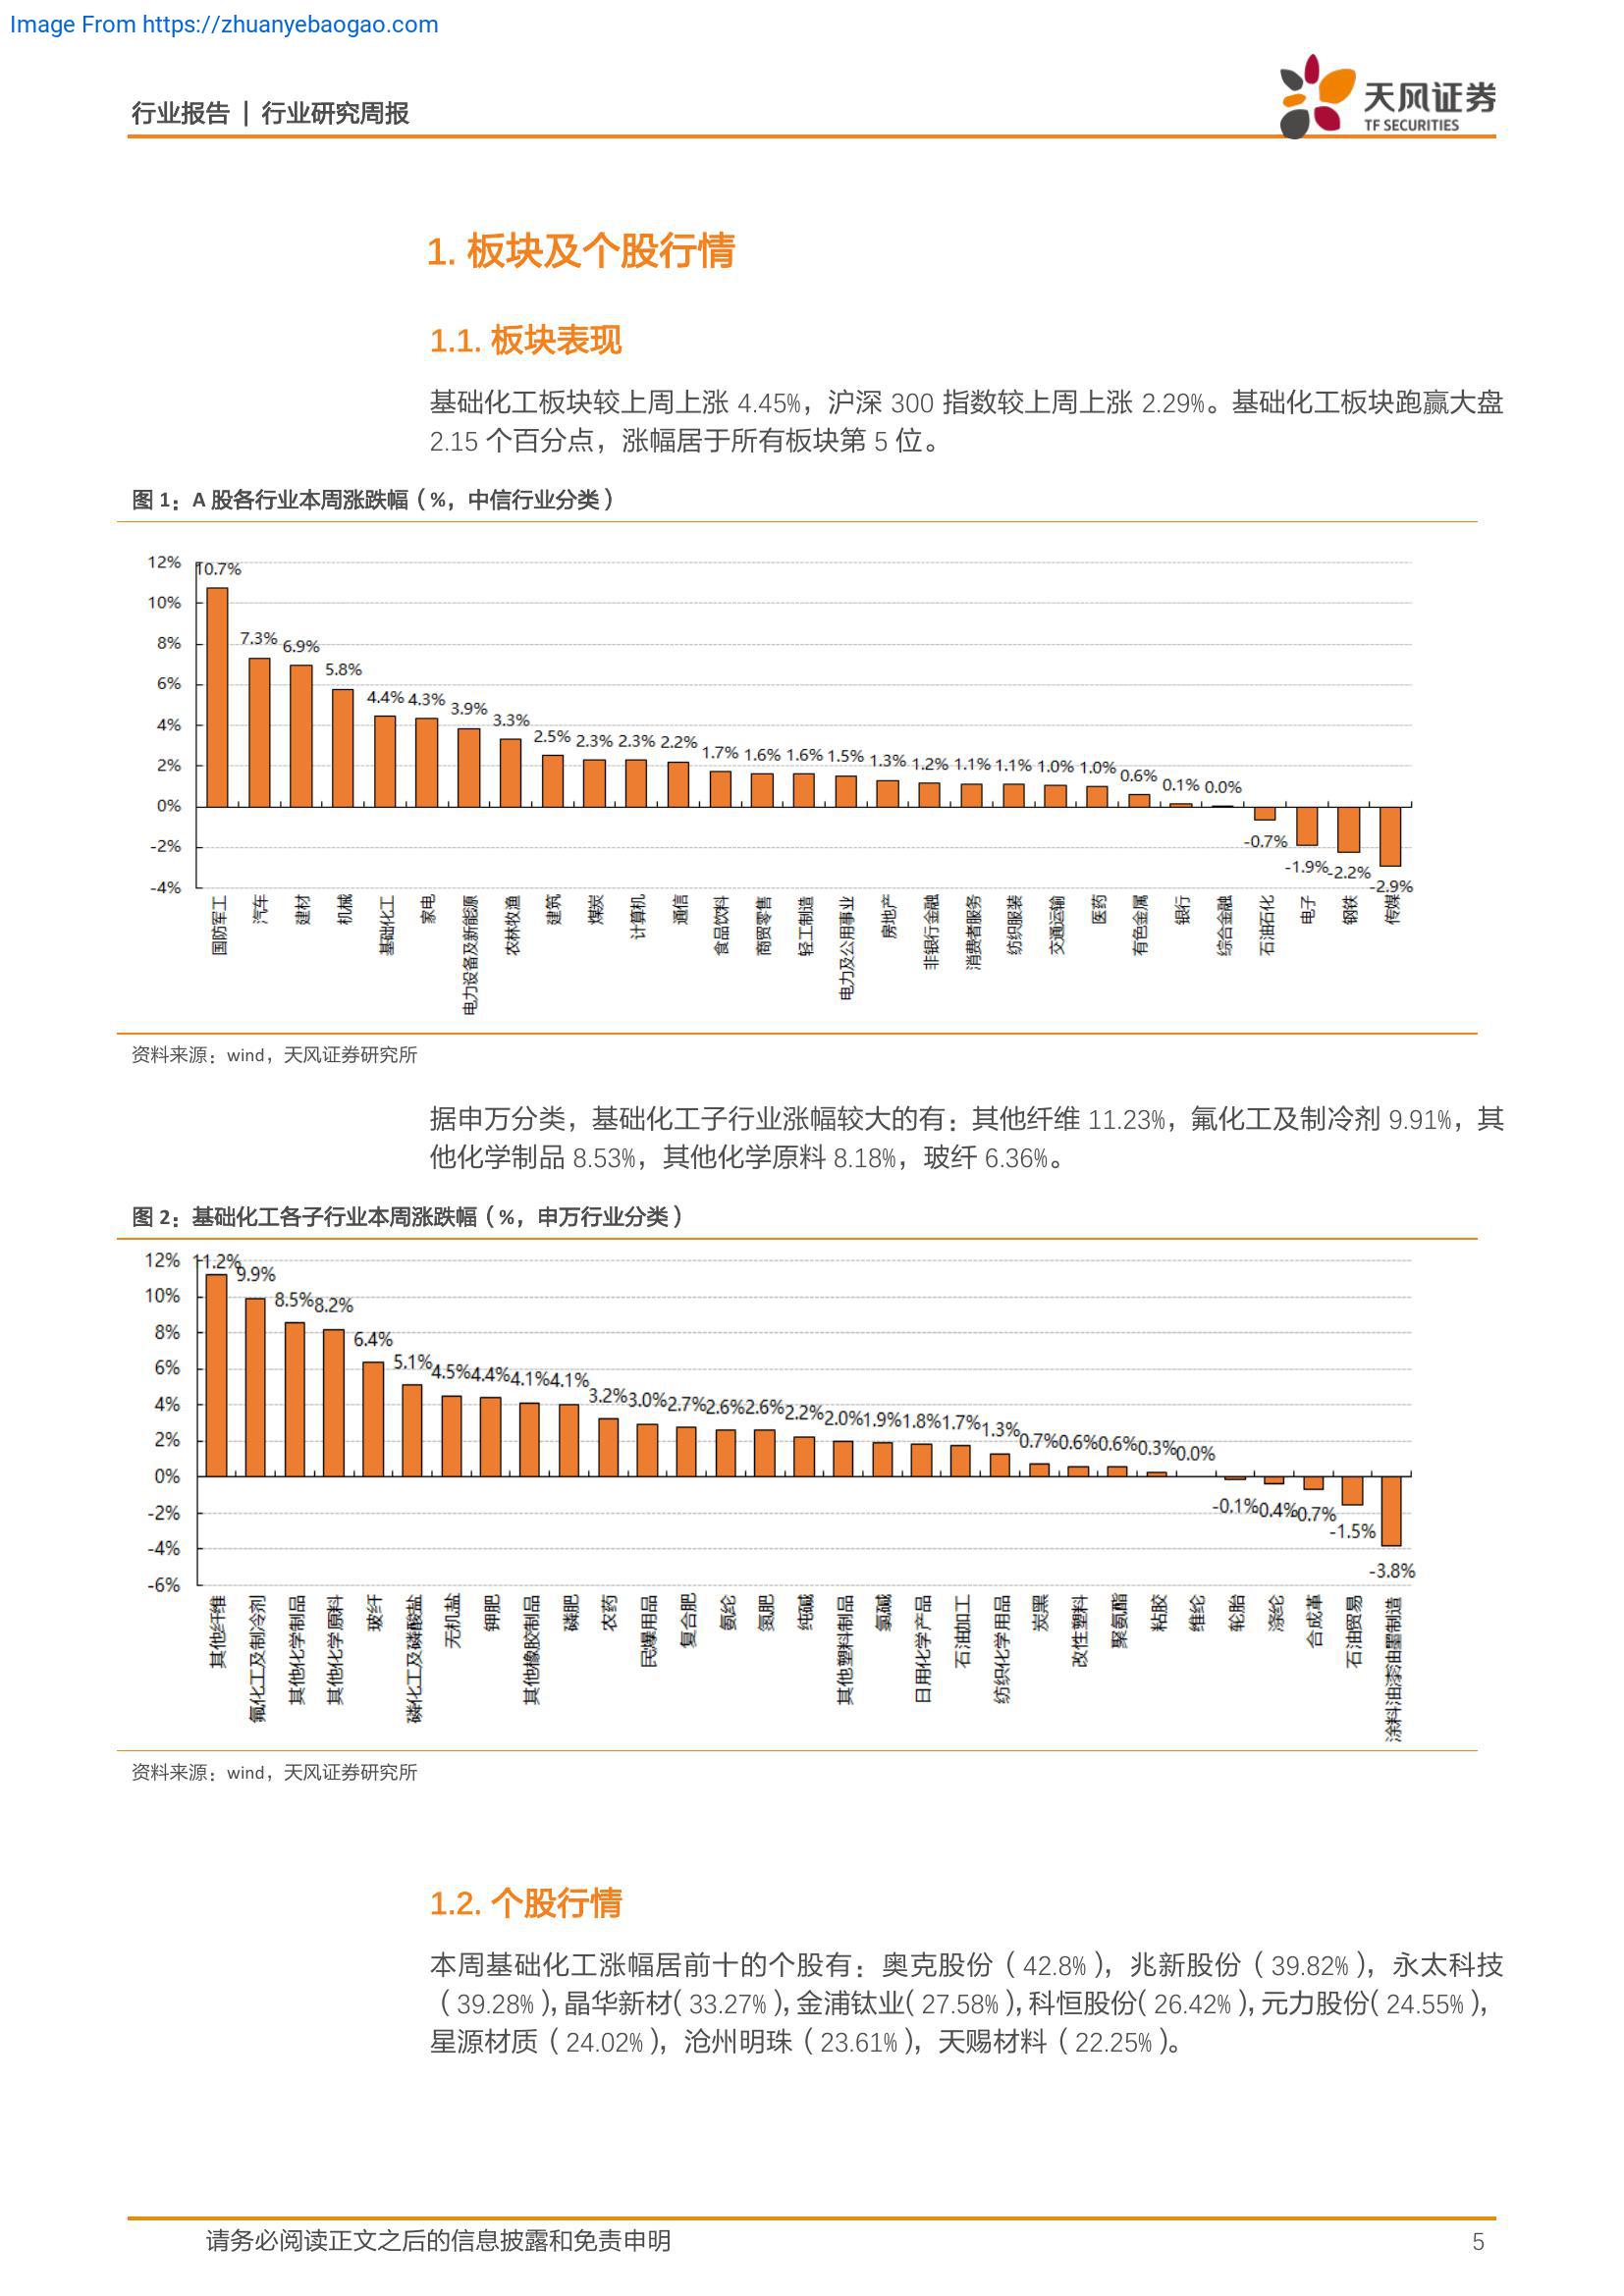 Image From https://zhuanyebaogao.com
行业报告 | 行业研究周报
天风证券
TF SECURITIES
1. 板块及个股行情
1.1. 板块表现
基础化工板块较上周上涨 4.45%，沪深 300 指数较上周上涨 2.29%。基础化工板块跑赢大盘
2.15 个百分点，涨幅居于所有板块第 5 位。
图 1：A 股各行业本周涨跌幅（%，中信行业分类）
12%
10%
8%
6%
4%
2%
0%
-2%
-4%
10.7%
7.3%
6.9%
5.8%
4.4%
4.3%
3.9%
3.3%
2.5%
2.3%
2.3%
2.2%
1.7%
1.6%
1.6%
1.5%
1.3%
1.2%
1.1%
1.1%
1.0%
1.0%
0.6%
0.1%
0.0%
-0.7%
-1.9%
-2.2%
-2.9%
国防军工
汽车
建材
机械
基础化工
家电
电力设备及新能源
农林牧渔
建筑
煤炭
计算机
通信
食品饮料
商贸零售
轻工制造
电力及公用事业
房地产
非银行金融
消费者服务
纺织服装
交通运输
医药
有色金属
银行
综合金融
石油石化
电子
钢铁
传媒
资料来源：wind，天风证券研究所
据申万分类，基础化工子行业涨幅较大的有：其他纤维 11.23%，氟化工及制冷剂 9.91%，其
他化学制品 8.53%，其他化学原料 8.18%，玻纤 6.36%。
图 2：基础化工各子行业本周涨跌幅（%，申万行业分类）
12%
10%
8%
6%
4%
2%
0%
-2%
-4%
-6%
11.2%
9.9%
8.5%
8.2%
6.4%
5.1%
4.5%
4.4%
4.1%
4.1%
3.2%
3.0%
2.7%
2.6%
2.6%
2.2%
2.0%
1.9%
1.8%
1.7%
1.3%
0.7%
0.6%
0.6%
0.3%
0.0%
-0.1%
-0.4%
-0.7%
-1.5%
-3.8%
其他纤维
氟化工及制冷剂
其他化学制品
其他化学原料
玻纤
磷化工及磷酸盐
无机盐
钾肥
其他橡胶制品
磷肥
农药
民爆用品
复合肥
氨纶
氮肥
纯碱
其他塑料制品
氯碱
日用化学产品
石油加工
纺织化学用品
炭黑
改性塑料
聚氨酯
粘胶
维纶
轮胎
涤纶
合成革
石油贸易
涂料油漆油墨制造
资料来源：wind，天风证券研究所
1.2. 个股行情
本周基础化工涨幅居前十的个股有：奥克股份（42.8%），兆新股份（39.82%），永太科技
（39.28%），晶华新材（33.27%），金浦钛业（27.58%），科恒股份（26.42%），元力股份（24.55%），
星源材质（24.02%），沧州明珠（23.61%），天赐材料（22.25%）。
请务必阅读正文之后的信息披露和免责申明
5